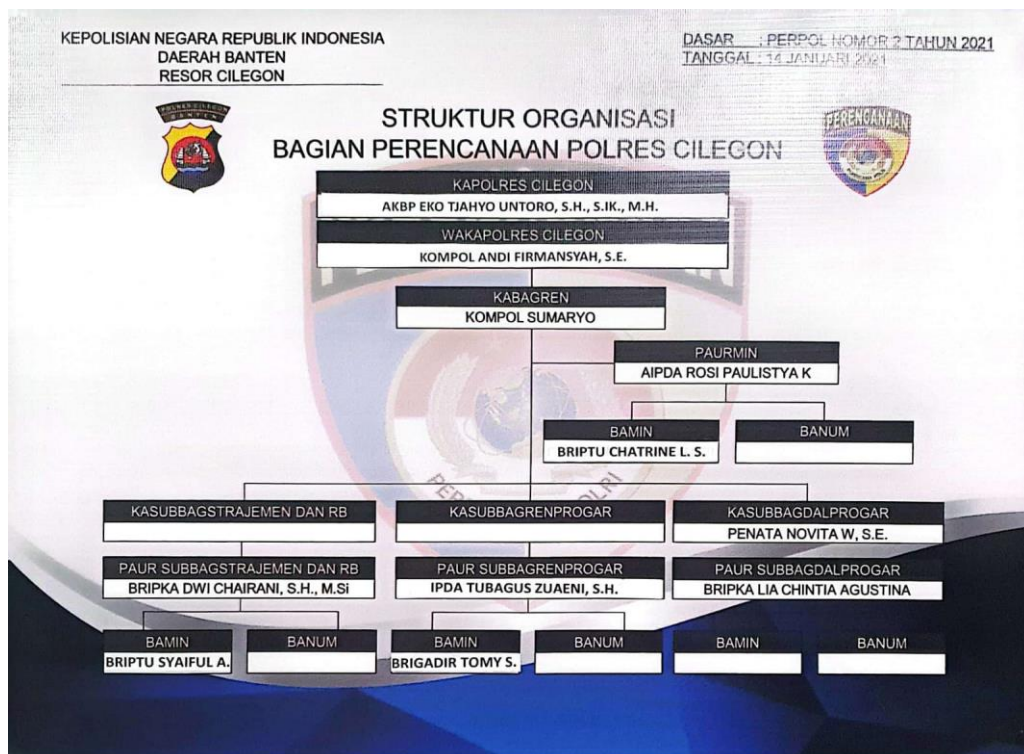 KEPOLISIAN NEGARA REPUBLIK INDONESIA
DAERAH BANTEN
RESOR CILEGON
DASAR : PERPOL NOMOR 2 TAHUN 2021
TANGGAL : 14 JANUARI 2021
POLRES CILEGON
BANTEN
PERENCANAAN
STRUKTUR ORGANISASI
BAGIAN PERENCANAAN POLRES CILEGON
KAPOLRES CILEGON
AKBP EKO TJAHYO UNTORO, S.H., S.IK., M.H.
WAKAPOLRES CILEGON
KOMPOL ANDI FIRMANSYAH, S.E.
KABAGREN
KOMPOL SUMARYO
PAURMIN
AIPDA ROSI PAULISTYA K
BAMIN
BRIPTU CHATRINE L. S.
BANUM
KASUBBAGSTRAJEMEN DAN RB
KASUBBAGRENPROGAR
KASUBBAGDALPROGAR
PENATA NOVITA W, S.E.
PAUR SUBBAGSTRAJEMEN DAN RB
BRIPKA DWI CHAIRANI, S.H., M.Si
PAUR SUBBAGRENPROGAR
IPDA TUBAGUS ZUAENI, S.H.
PAUR SUBBAGDALPROGAR
BRIPKA LIA CHINTIA AGUSTINA
BAMIN
BRIPTU SYAIFUL A.
BANUM
BAMIN
BRIGADIR TOMY S.
BANUM
BAMIN
BANUM